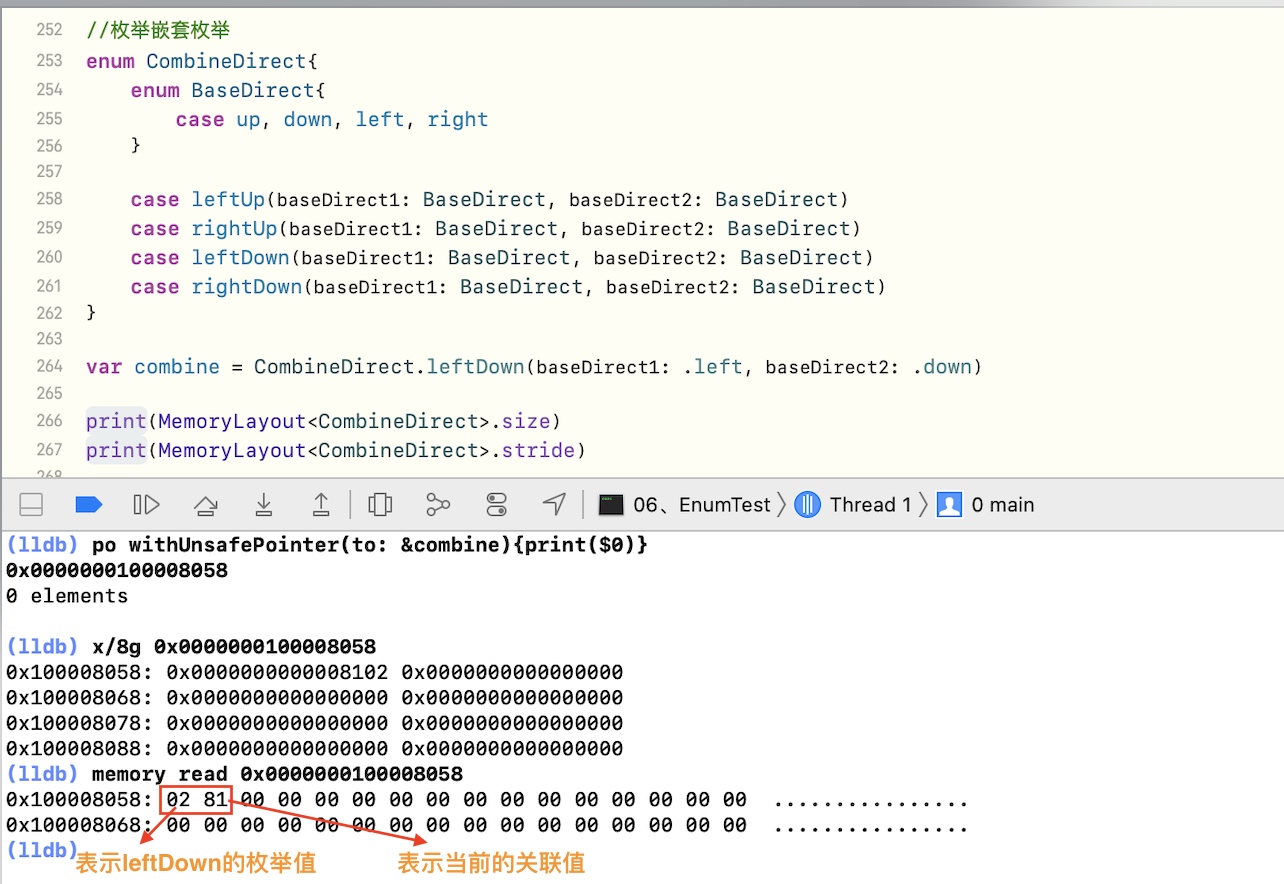 252 //枚举嵌套枚举
253 enum CombineDirect{
254 enum BaseDirect{
255 case up, down, left, right
256 }
257
258 case leftUp(baseDirect1: BaseDirect, baseDirect2: BaseDirect)
259 case rightUp(baseDirect1: BaseDirect, baseDirect2: BaseDirect)
260 case leftDown(baseDirect1: BaseDirect, baseDirect2: BaseDirect)
261 case rightDown(baseDirect1: BaseDirect, baseDirect2: BaseDirect)
262 }
263
264 var combine = CombineDirect.leftDown(baseDirect1: .left, baseDirect2: .down)
265
266 print(MemoryLayout<CombineDirect>.size)
267 print(MemoryLayout<CombineDirect>.stride)
268
06、EnumTest Thread 1 0 main
(lldb) po withUnsafePointer(to: &combine){print($0)}
0x0000000100008058
0 elements
(lldb) x/8g 0x0000000100008058
0x100008058: 0x0000000000008102 0x0000000000000000
0x100008068: 0x0000000000000000 0x0000000000000000
0x100008078: 0x0000000000000000 0x0000000000000000
0x100008088: 0x0000000000000000 0x0000000000000000
(lldb) memory read 0x0000000100008058
0x100008058: 02 81 00 00 00 00 00 00 00 00 00 00 00 00 00 00 ................
0x100008068: 00 00 00 00 00 00 00 00 00 00 00 00 00 00 00 00 ................
(lldb)
表示leftDown的枚举值 表示当前的关联值